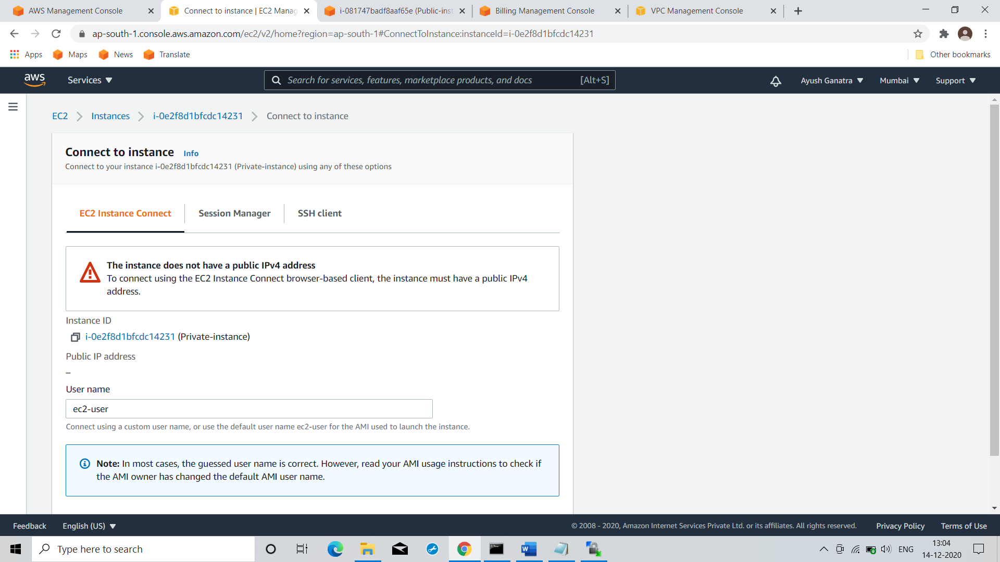 AWS Management Console
Connect to instance | EC2 Manag
i-081747badf8aaf65e (Public-inst
Billing Management Console
VPC Management Console
ap-south-1.console.aws.amazon.com/ec2/v2/home?region=ap-south-1#ConnectToInstance:instanceId=i-0e2f8d1bfcdc14231
Apps
Maps
News
Translate
Other bookmarks
aws
Services
Search for services, features, marketplace products, and docs
[Alt+S]
Ayush Ganatra
Mumbai
Support
EC2
Instances
i-0e2f8d1bfcdc14231
Connect to instance
Connect to instance Info
Connect to your instance i-0e2f8d1bfcdc14231 (Private-instance) using any of these options
EC2 Instance Connect
Session Manager
SSH client
The instance does not have a public IPv4 address
To connect using the EC2 Instance Connect browser-based client, the instance must have a public IPv4
address.
Instance ID
i-0e2f8d1bfcdc14231 (Private-instance)
Public IP address
–
User name
ec2-user
Connect using a custom user name, or use the default user name ec2-user for the AMI used to launch the instance.
Note: In most cases, the guessed user name is correct. However, read your AMI usage instructions to check if
the AMI owner has changed the default AMI user name.
Feedback
English (US)
© 2008 - 2020, Amazon Internet Services Private Ltd. or its affiliates. All rights reserved.
Privacy Policy
Terms of Use
Type here to search
ENG
13:04
14-12-2020